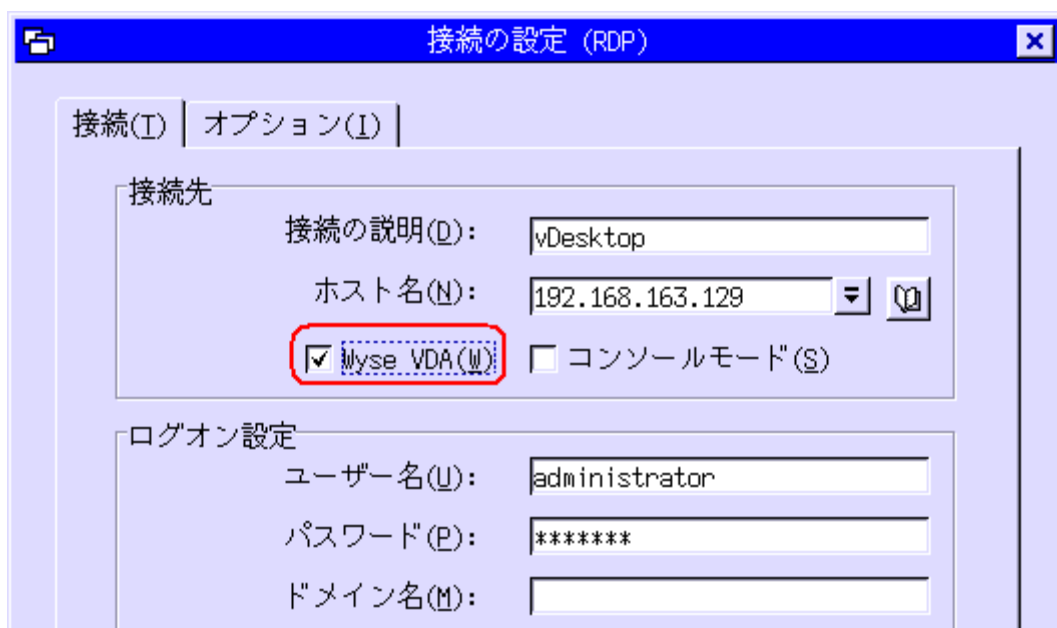 接続の設定 (RDP)
接続(T) オプション(I)
接続先
接続の説明(D): vDesktop
ホスト名(N): 192.168.163.129
Wyse VDA(W) コンソールモード(S)
ログオン設定
ユーザー名(U): administrator
パスワード(P): *******
ドメイン名(M):